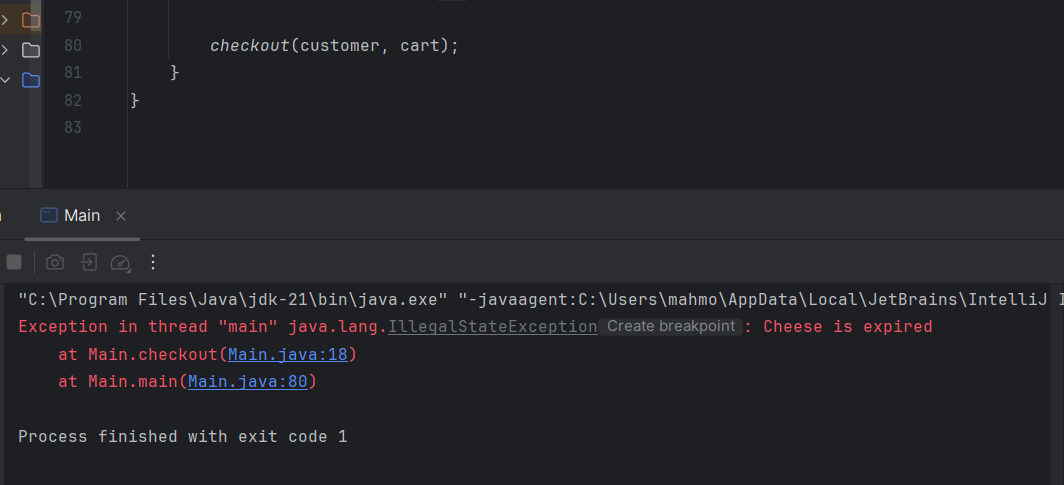 79
80 checkout(customer, cart);
81 }
82 }
83
Main ×
"C:\Program Files\Java\jdk-21\bin\java.exe" "-javaagent:C:\Users\mahmo\AppData\Local\JetBrains\IntelliJ I
Exception in thread "main" java.lang.IllegalStateException Create breakpoint : Cheese is expired
at Main.checkout(Main.java:18)
at Main.main(Main.java:80)
Process finished with exit code 1